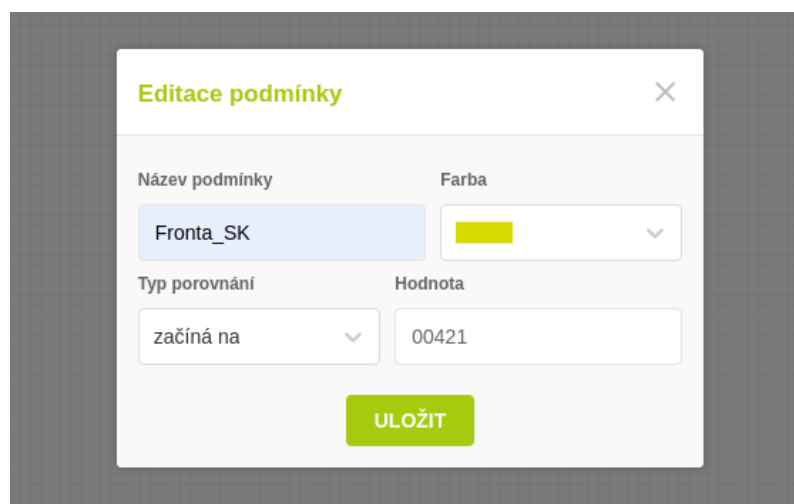 Editace podmínky
Název podmínky Farba
Fronta_SK
Typ porovnání Hodnota
začíná na 00421
ULOŽIT